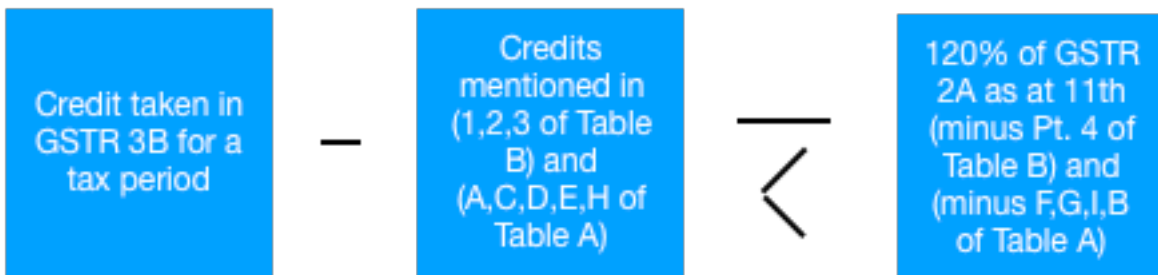 Credit taken in
GSTR 3B for a
tax period
–
Credits
mentioned in
(1,2,3 of Table
B) and
(A,C,D,E,H of
Table A)
120% of GSTR
2A as at 11th
(minus Pt. 4 of
Table B) and
(minus F,G,I,B
of Table A)